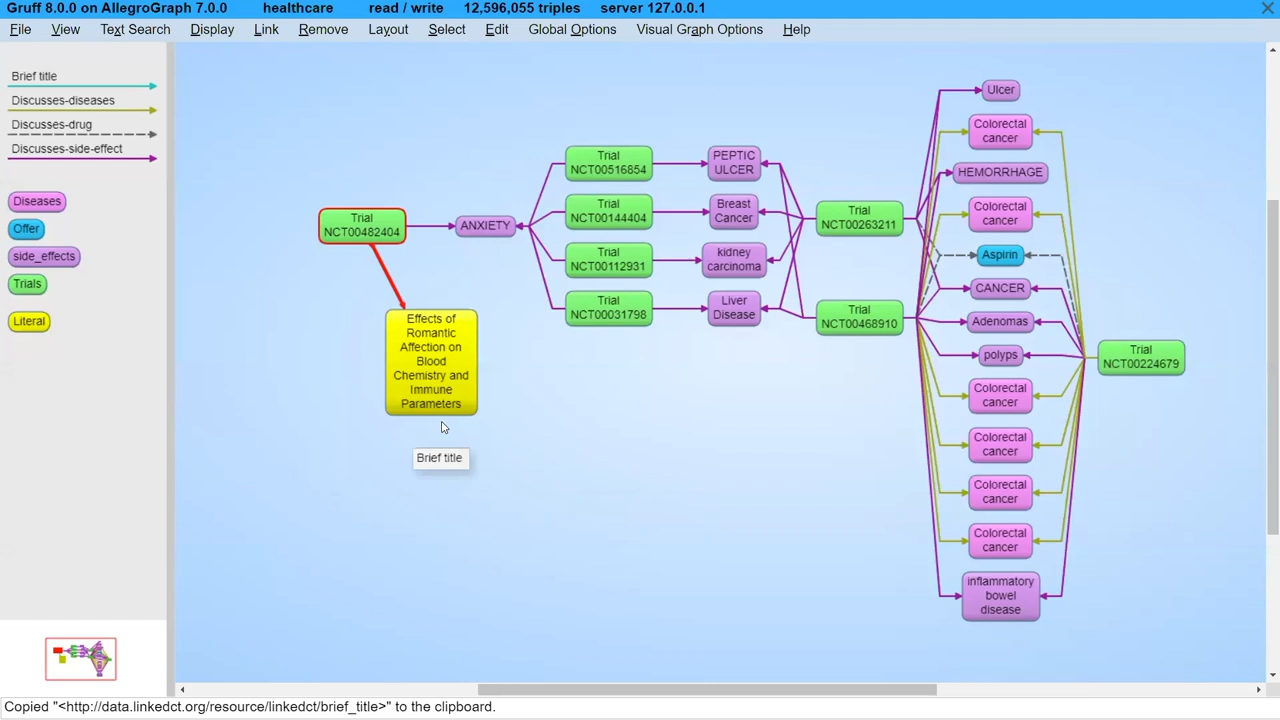 Gruff 8.0.0 on AllegroGraph 7.0.0 healthcare read / write 12,596,055 triples server 127.0.0.1
File View Text Search Display Link Remove Layout Select Edit Global Options Visual Graph Options Help
Brief title
Discusses-diseases
Discusses-drug
Discusses-side-effect
Diseases
Offer
side_effects
Trials
Literal
Trial
NCT00482404
Effects of
Romantic
Affection on
Blood
Chemistry and
Immune
Parameters
Brief title
ANXIETY
Trial
NCT00516854
Trial
NCT00144404
Trial
NCT00112931
Trial
NCT00031798
PEPTIC
ULCER
Breast
Cancer
kidney
carcinoma
Liver
Disease
Trial
NCT00263211
Trial
NCT00468910
Ulcer
Colorectal
cancer
HEMORRHAGE
Colorectal
cancer
Aspirin
CANCER
Adenomas
polyps
Colorectal
cancer
Colorectal
cancer
Colorectal
cancer
Colorectal
cancer
inflammatory
bowel
disease
Trial
NCT00224679
Copied "<http://data.linkedct.org/resource/linkedct/brief_title>" to the clipboard.